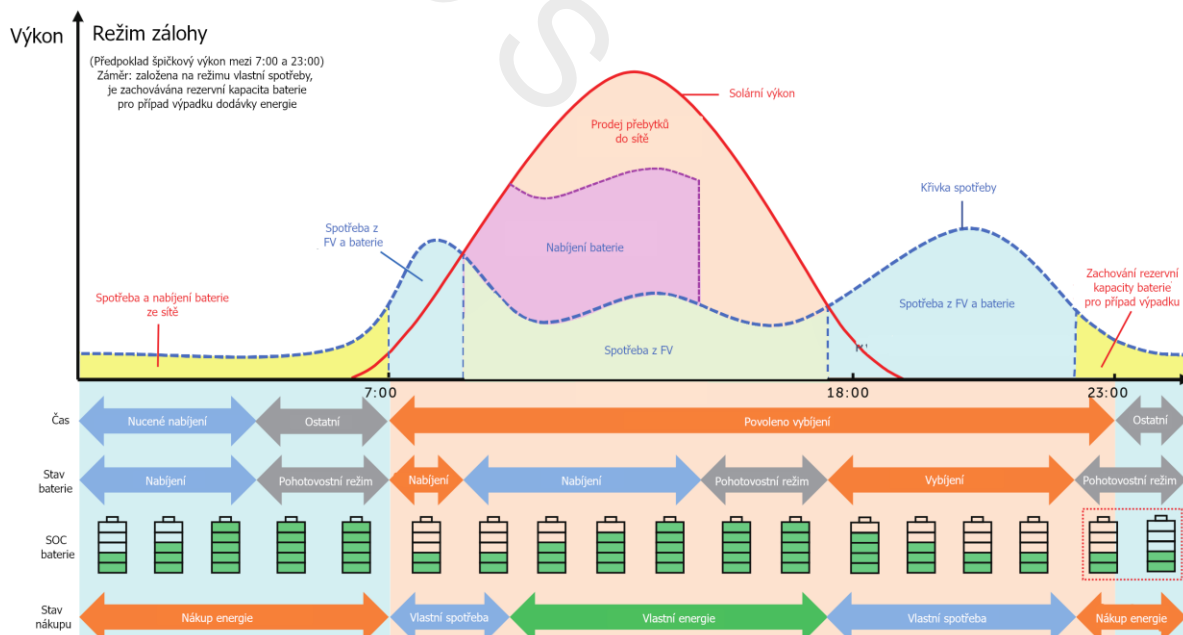 Výkon
Režim zálohy
(Předpoklad špičkový výkon mezi 7:00 a 23:00)
Záměr: založena na režimu vlastní spotřeby,
je zachovávána rezervní kapacita baterie
pro případ výpadku dodávky energie
Solární výkon
Prodej přebytků
do sítě
Křivka spotřeby
Spotřeba z
FV a baterie
Nabíjení baterie
Zachování rezervní
kapacity baterie
pro případ výpadku
Spotřeba a nabíjení baterie
ze sítě
Spotřeba z FV a baterie
Spotřeba z FV
7:00
18:00
23:00
Čas
Nucené nabíjení
Ostatní
Povoleno vybíjení
Ostatní
Stav
baterie
Nabíjení
Pohotovostní režim
Nabíjení
Nabíjení
Pohotovostní režim
Vybíjení
Pohotovostní režim
SOC
baterie
Stav
nákupu
Nákup energie
Vlastní spotřeba
Vlastní energie
Vlastní spotřeba
Nákup energie